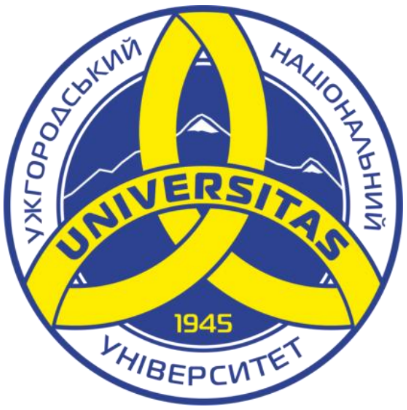 УЖГОРОДСЬКИЙ
НАЦІОНАЛЬНИЙ
UNIVERSITAS
1945
УНІВЕРСИТЕТ